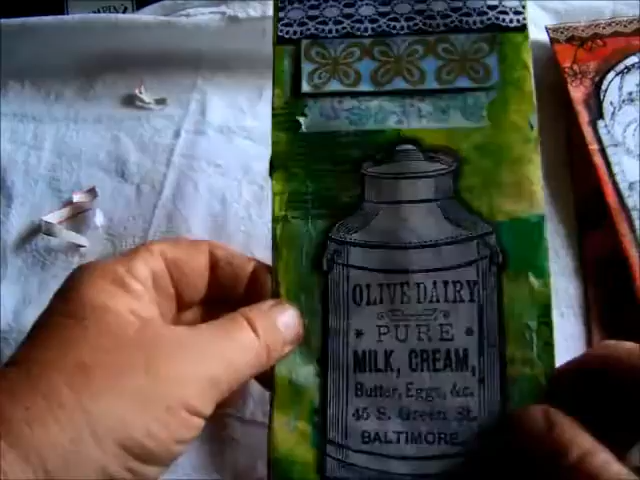 OLIVE DAIRY
PURE
MILK, CREAM,
Butter, Eggs, &c.
45 S. Green St.
BALTIMORE